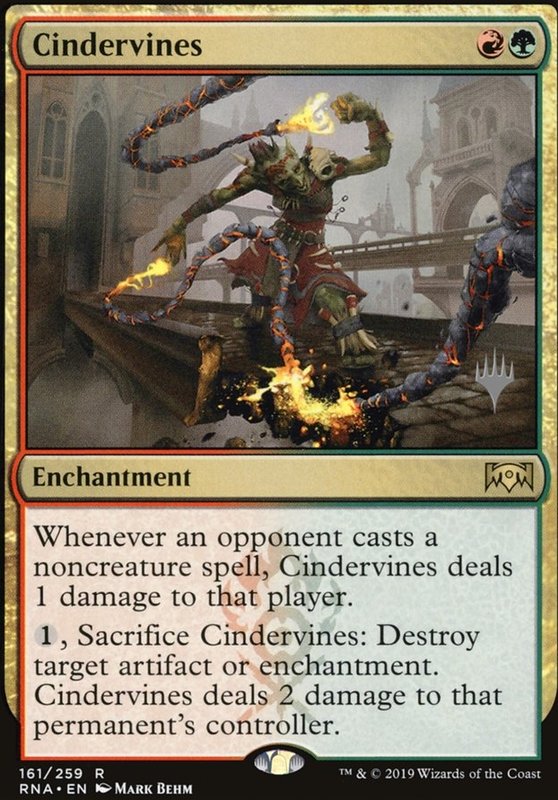 Cindervines
Enchantment
Whenever an opponent casts a
noncreature spell, Cindervines deals
1 damage to that player.
1, Sacrifice Cindervines: Destroy
target artifact or enchantment.
Cindervines deals 2 damage to that
permanent's controller.
161/259 R
RNA • EN Mark Behm
™ & © 2019 Wizards of the Coast